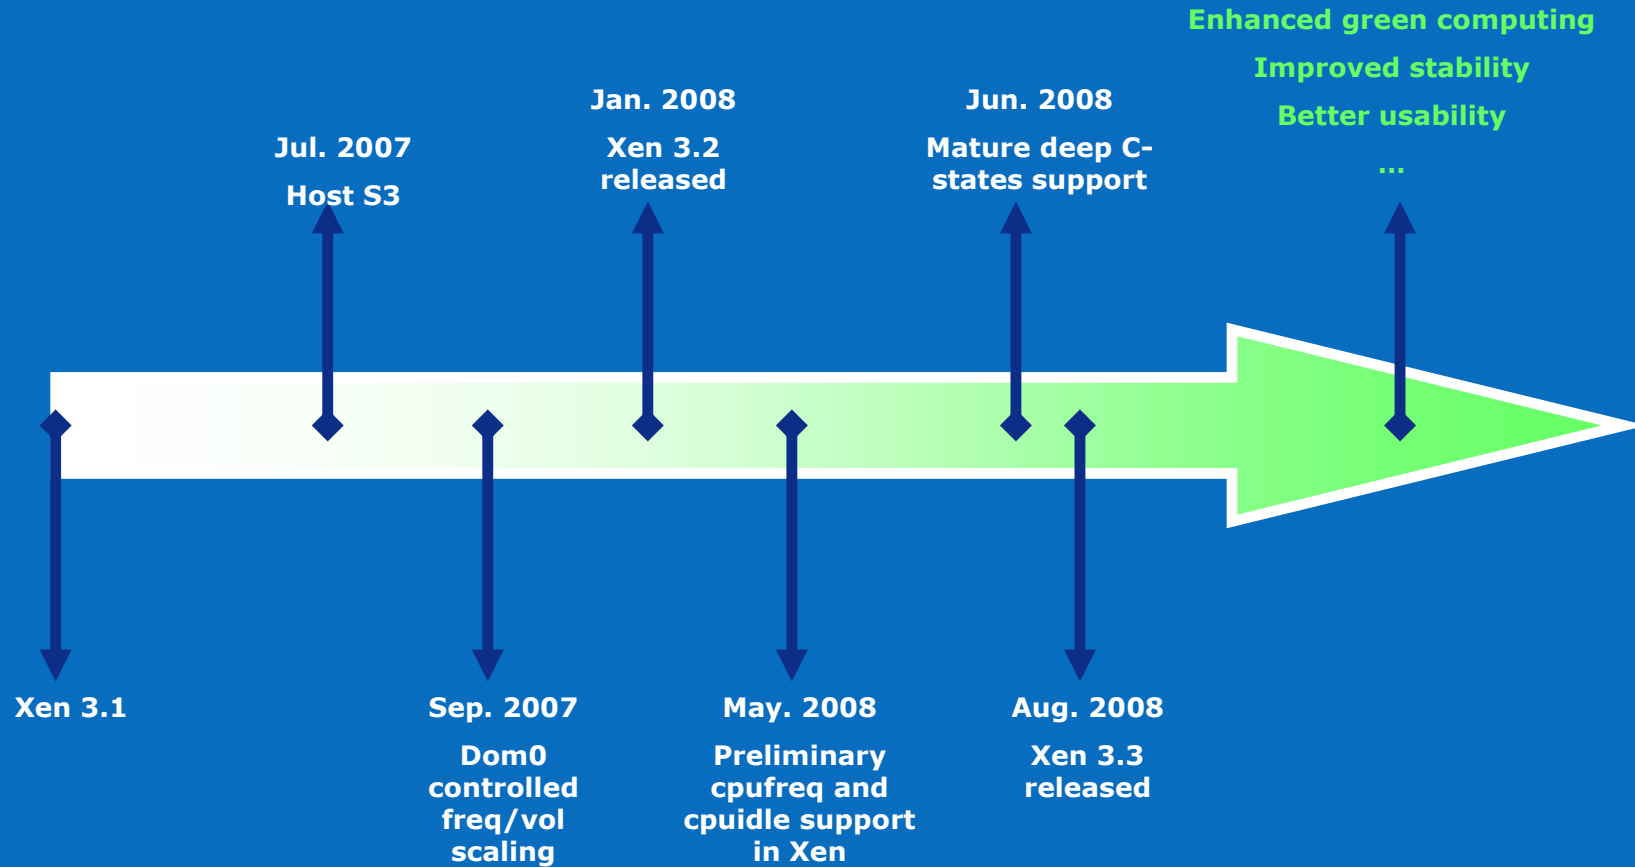 Enhanced green computing
Improved stability
Better usability
...
Jan. 2008
Xen 3.2
released
Jun. 2008
Mature deep C-
states support
Jul. 2007
Host S3
Xen 3.1
Sep. 2007
Dom0
controlled
freq/vol
scaling
May. 2008
Preliminary
cpufreq and
cpuidle support
in Xen
Aug. 2008
Xen 3.3
released